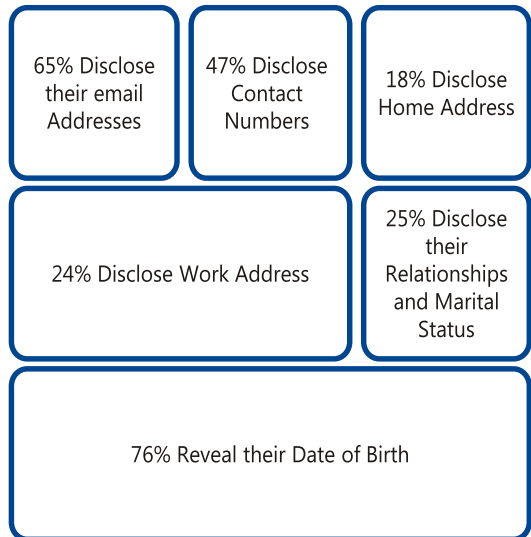 65% Disclose
their email
Addresses
47% Disclose
Contact
Numbers
18% Disclose
Home Address
24% Disclose Work Address
25% Disclose
their
Relationships
and Marital
Status
76% Reveal their Date of Birth